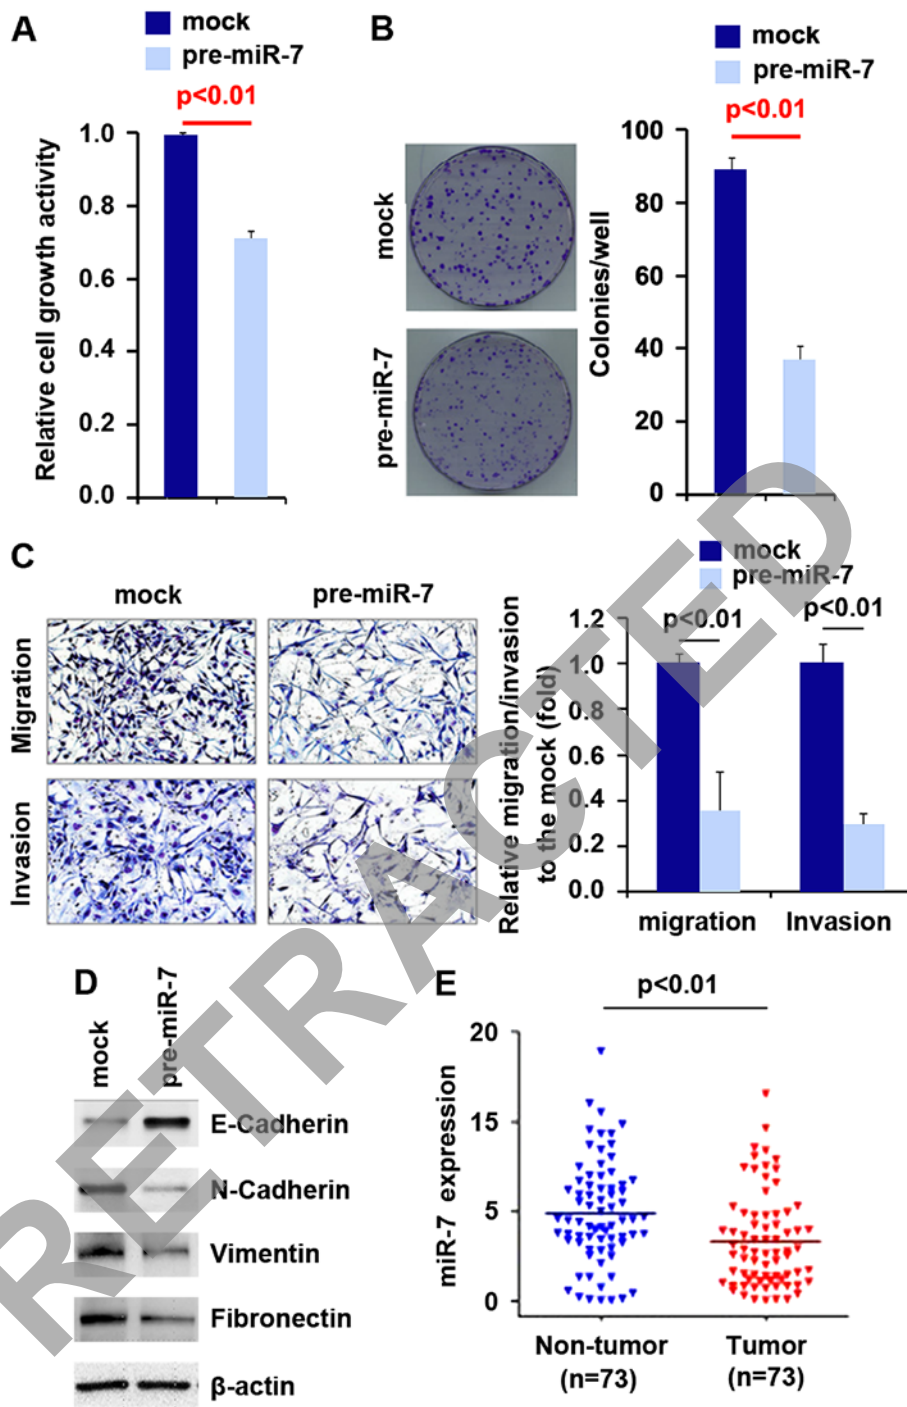 A
mock
pre-miR-7
p<0.01
Relative cell growth activity
1.0
0.8
0.6
0.4
0.2
0.0
B
mock
pre-miR-7
mock
pre-miR-7
p<0.01
Colonies/well
100
80
60
40
20
0
C
mock
pre-miR-7
Migration
Invasion
mock
pre-miR-7
p<0.01
p<0.01
Relative migration/invasion
to the mock (fold)
1.2
1.0
0.8
0.6
0.4
0.2
0.0
migration
Invasion
D
mock
pre-miR-7
E-Cadherin
N-Cadherin
Vimentin
Fibronectin
β-actin
E
p<0.01
miR-7 expression
20
15
5
0
Non-tumor
(n=73)
Tumor
(n=73)
RETRACTED